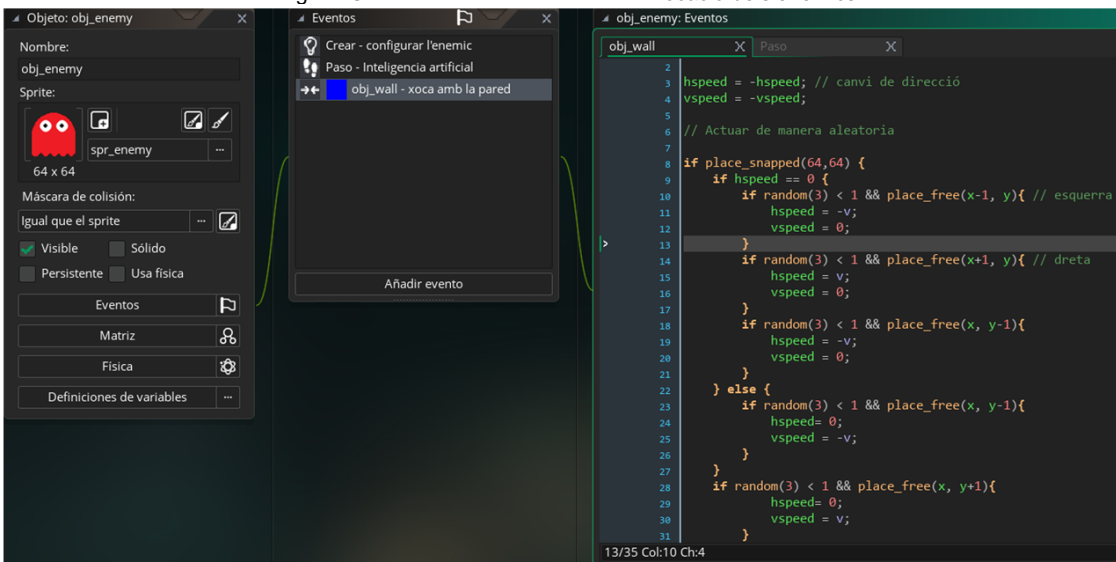 Objeto: obj_enemy
Nombre:
obj_enemy
Sprite:
spr_enemy
64 x 64
Máscara de colisión:
Igual que el sprite
Visible
Sólido
Persistente
Usa física
Eventos
Matriz
Física
Definiciones de variables
Eventos
Crear - configurar l'enemic
Paso - Inteligencia artificial
obj_wall - xoca amb la pared
Añadir evento
obj_enemy: Eventos
obj_wall
Paso
2
3 hspeed = -hspeed; // canvi de direcció
4 vspeed = -vspeed;
5
6 // Actuar de manera aleatoria
7
8 if place_snapped(64,64) {
9 if hspeed == 0 {
10 if random(3) < 1 && place_free(x-1, y){ // esquerra
11 hspeed = -v;
12 vspeed = 0;
13 }
14 if random(3) < 1 && place_free(x+1, y){ // dreta
15 hspeed = v;
16 vspeed = 0;
17 }
18 if random(3) < 1 && place_free(x, y-1){
19 hspeed = -v;
20 vspeed = 0;
21 }
22 } else {
23 if random(3) < 1 && place_free(x, y-1){
24 hspeed= 0;
25 vspeed = -v;
26 }
27 }
28 if random(3) < 1 && place_free(x, y+1){
29 hspeed= 0;
30 vspeed = v;
31 }
13/35 Col:10 Ch:4